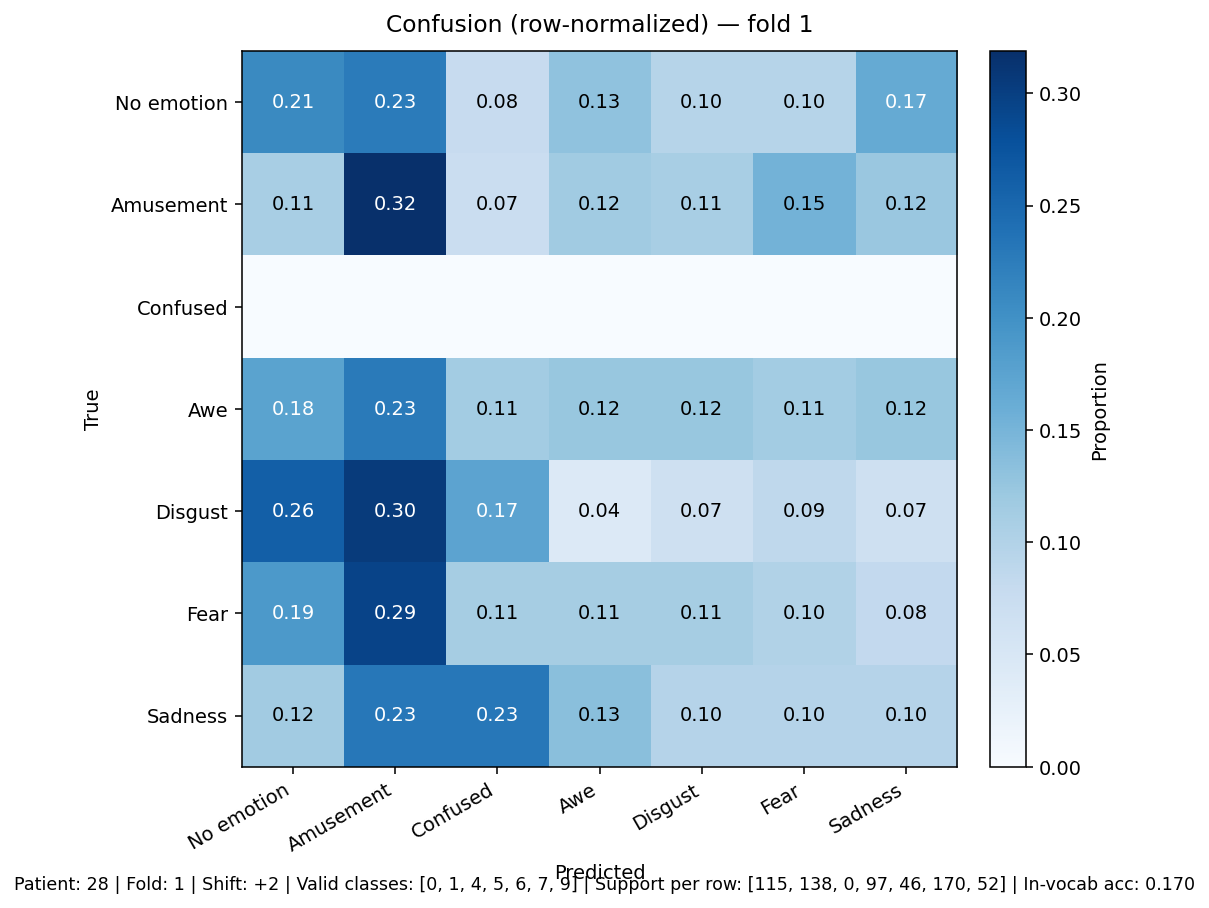 Confusion (row-normalized) — fold 1
No emotion 0.21 0.23 0.08 0.13 0.10 0.10 0.17
Amusement 0.11 0.32 0.07 0.12 0.11 0.15 0.12
Confused
Awe 0.18 0.23 0.11 0.12 0.12 0.11 0.12
Disgust 0.26 0.30 0.17 0.04 0.07 0.09 0.07
Fear 0.19 0.29 0.11 0.11 0.11 0.10 0.08
Sadness 0.12 0.23 0.23 0.13 0.10 0.10 0.10
True
No emotion Amusement Confused Awe Disgust Fear Sadness
Predicted
0.30
0.25
0.20
0.15
0.10
0.05
0.00
Proportion
Patient: 28 | Fold: 1 | Shift: +2 | Valid classes: [0, 1, 4, 5, 6, 7, 9] | Support per row: [115, 138, 0, 97, 46, 170, 52] | In-vocab acc: 0.170